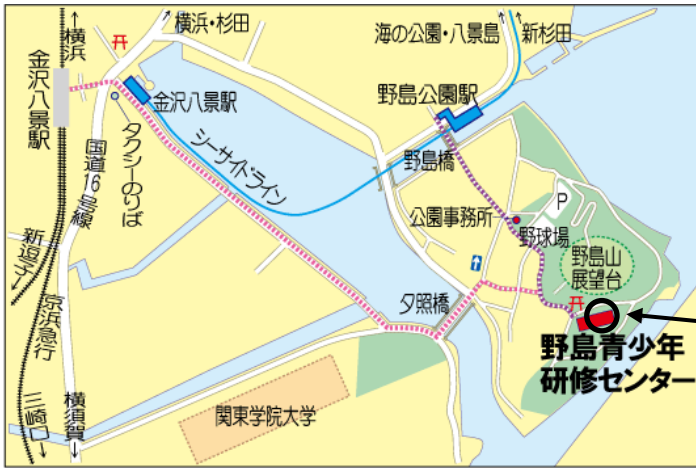 横浜
横浜・杉田
海の公園・八景島
新杉田
金沢八景駅
金沢八景駅
野島公園駅
タクシーのりば
国道16号線
シーサイドライン
野島橋
公園事務所
P
野球場
野島山
展望台
新逗子
夕照橋
京浜急行
野島青少年
研修センター
三崎口
横須賀
関東学院大学